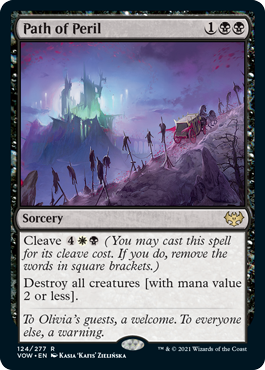 Path of Peril 1
Sorcery
Cleave 4 (You may cast this spell
for its cleave cost. If you do, remove the
words in square brackets.)
Destroy all creatures [with mana value
2 or less].
To Olivia's guests, a welcome. To everyone
else, a warning.
124/277 R
VOW • EN KASIA 'KAFIS' ZIELIŃSKA
™ & © 2021 Wizards of the Coast